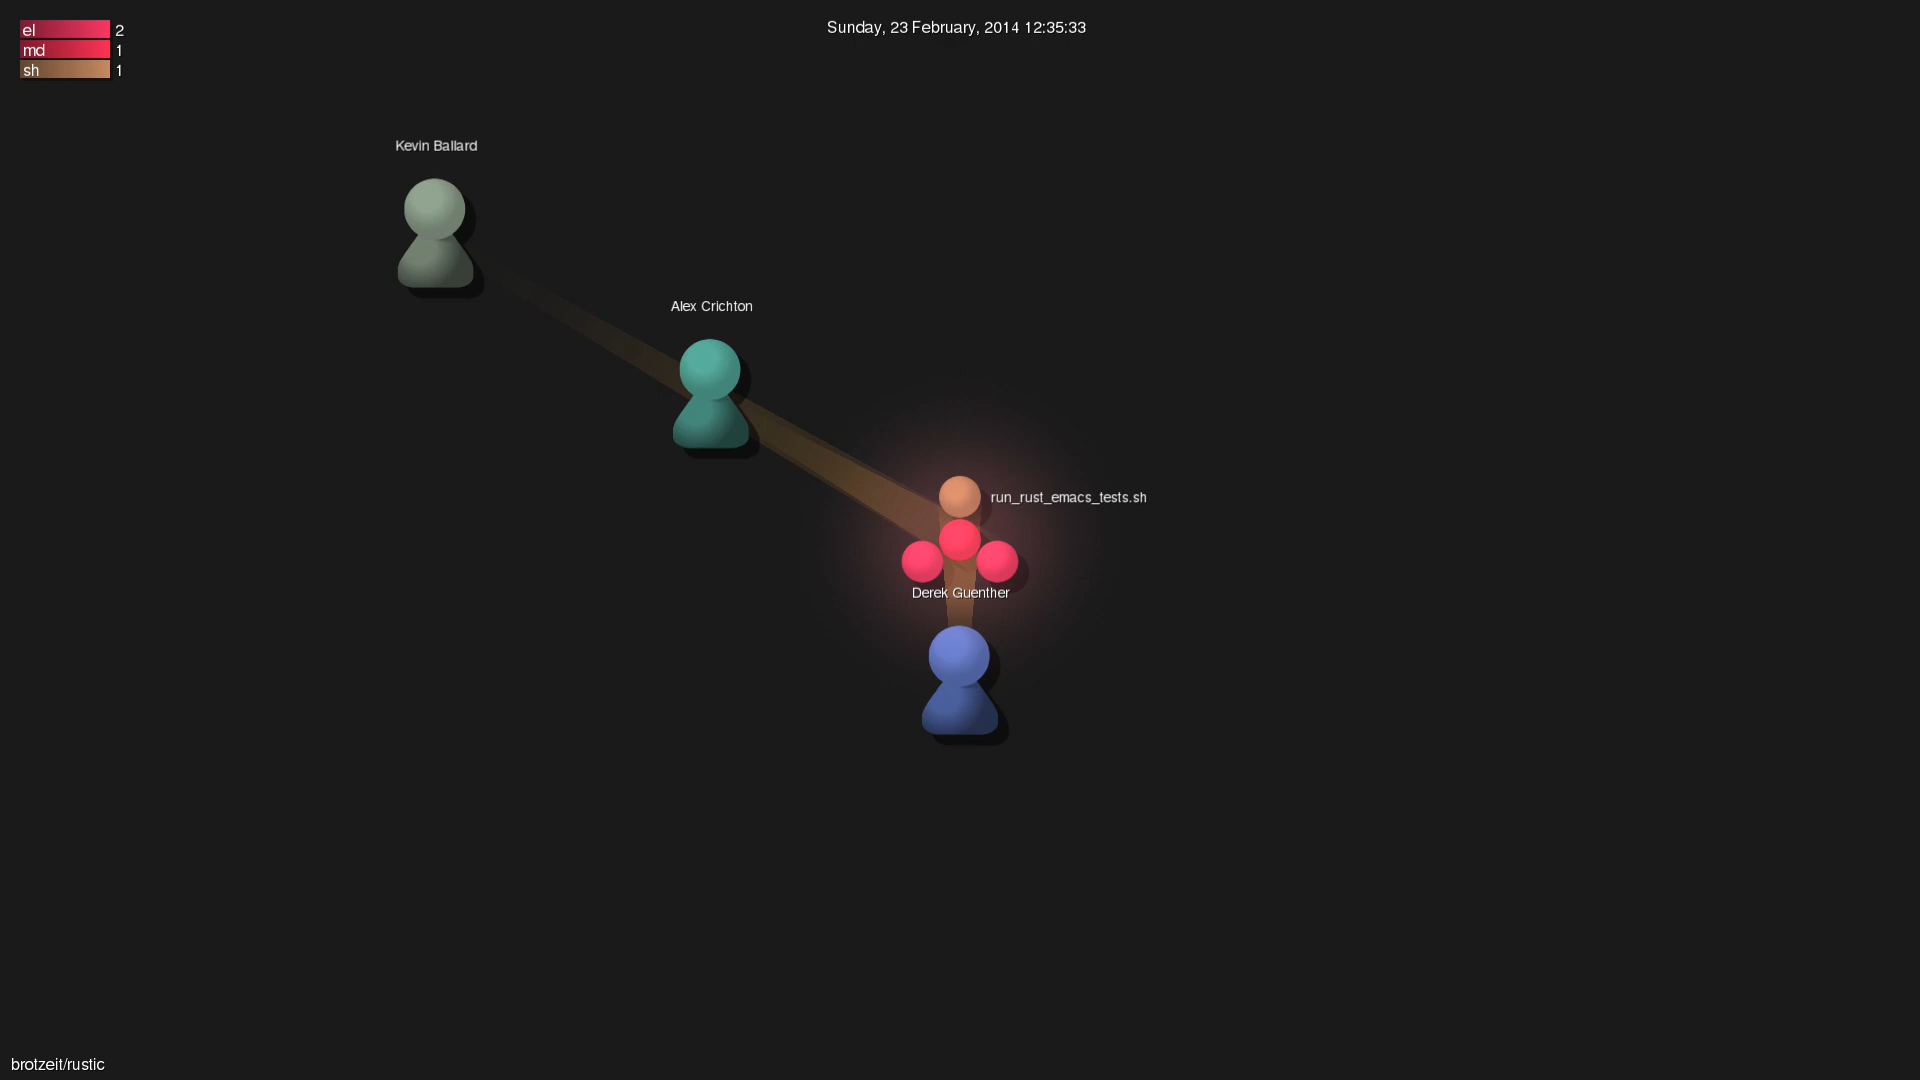 el 2
md 1
sh 1
Sunday, 23 February, 2014 12:35:33
Kevin Ballard
Alex Crichton
run_rust_emacs_tests.sh
Derek Guenther
brotzeit/rustic